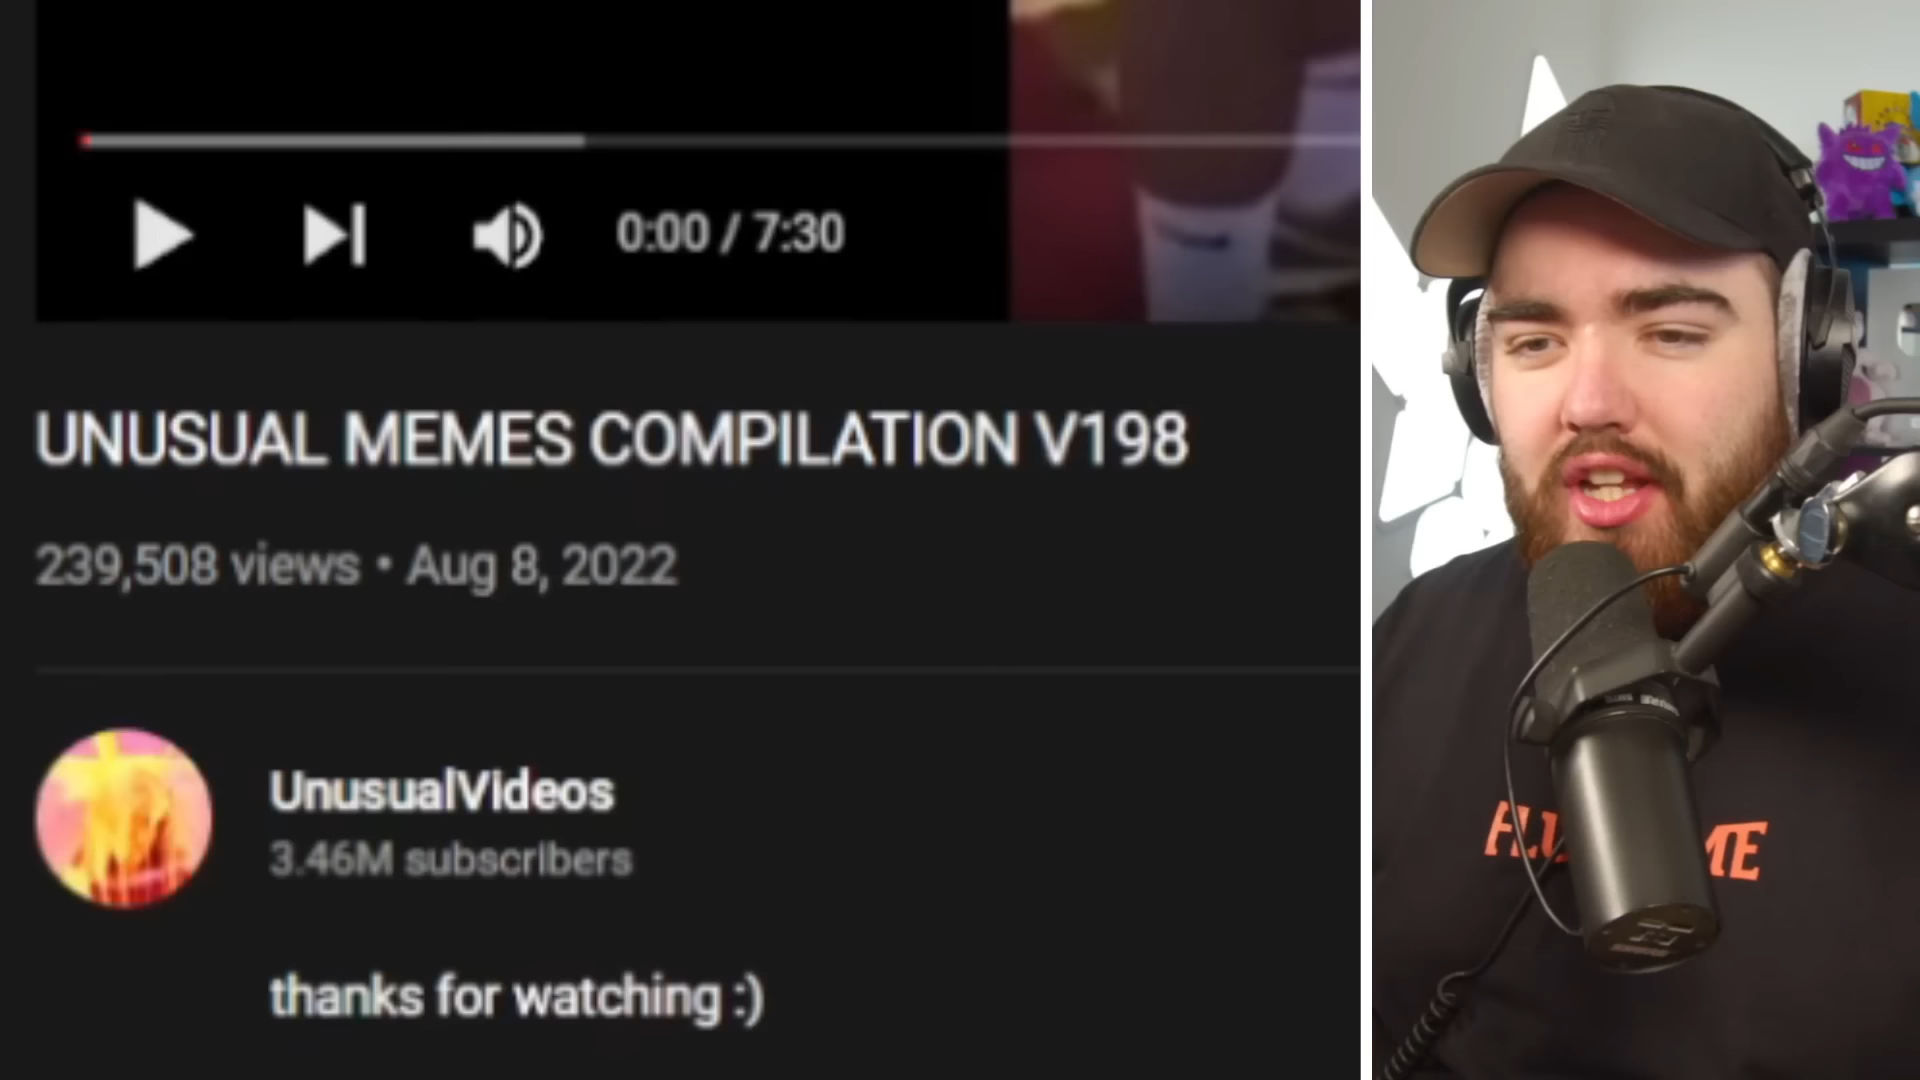 0:00 / 7:30
UNUSUAL MEMES COMPILATION V198
239,508 views • Aug 8, 2022
UnusualVideos
3.46M subscribers
thanks for watching :)